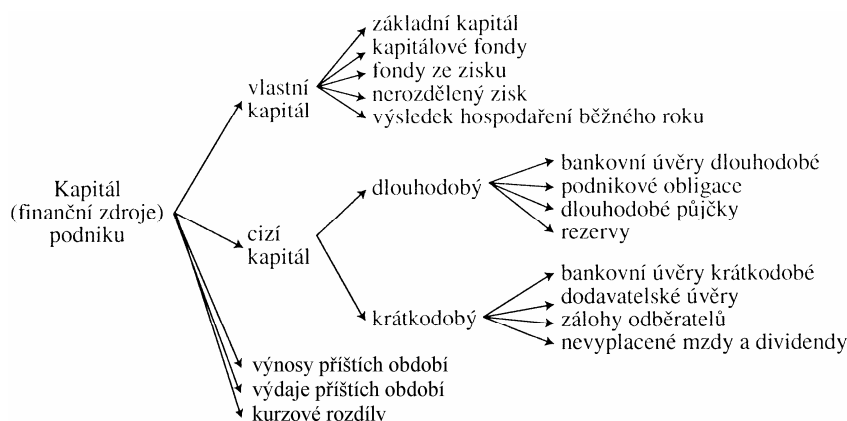 základní kapitál
kapitálové fondy
fondy ze zisku
nerozdělený zisk
výsledek hospodaření běžného roku
vlastní
kapitál
Kapitál
(finanční zdroje)
podniku
cizí
kapitál
dlouhodobý
bankovní úvěry dlouhodobé
podnikové obligace
dlouhodobé půjčky
rezervy
krátkodobý
bankovní úvěry krátkodobé
dodavatelské úvěry
zálohy odběratelů
nevyplacené mzdy a dividendy
výnosy příštích období
výdaje příštích období
kurzové rozdíly